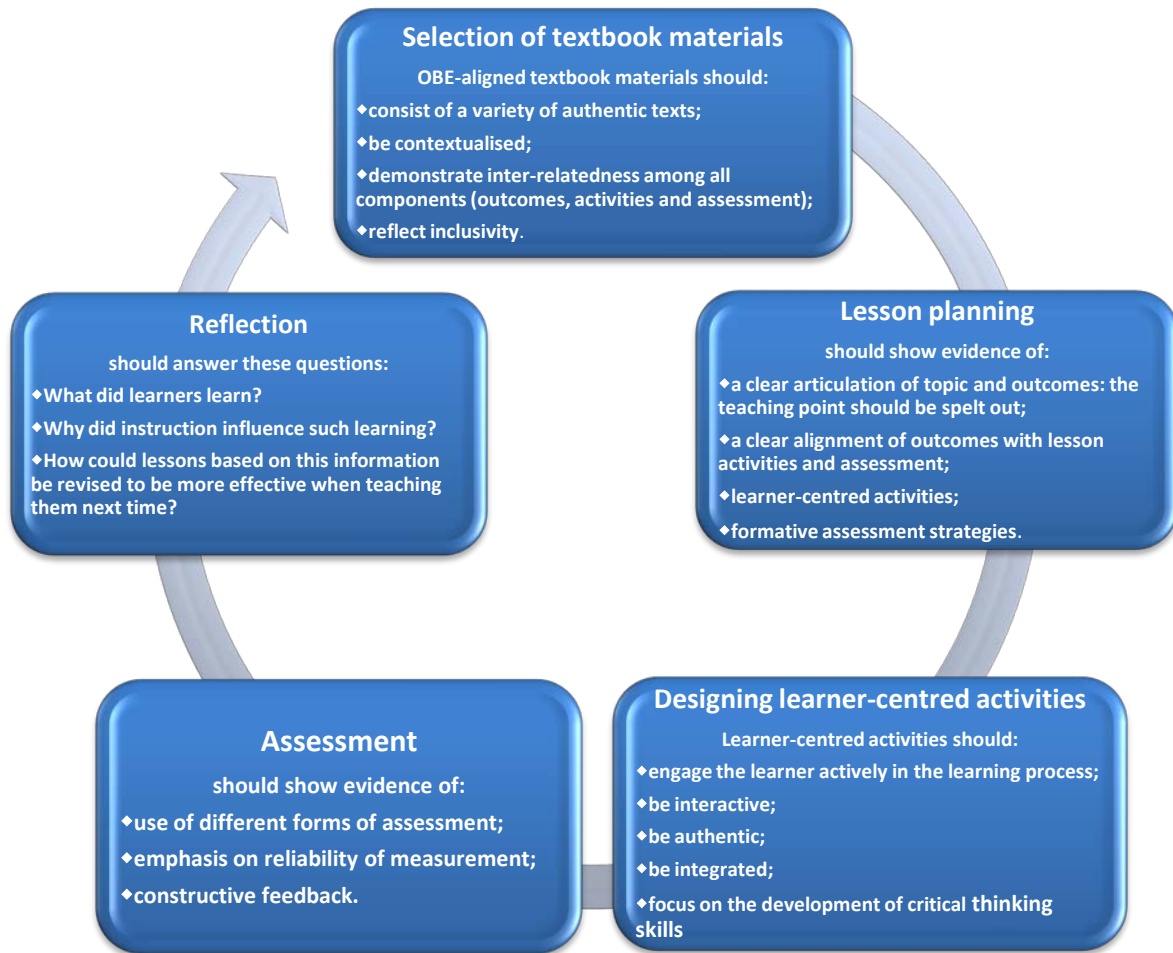 Selection of textbook materials
OBE-aligned textbook materials should:
◆consist of a variety of authentic texts;
◆be contextualised;
◆demonstrate inter-relatedness among all
components (outcomes, activities and assessment);
◆reflect inclusivity.
Lesson planning
should show evidence of:
◆a clear articulation of topic and outcomes: the
teaching point should be spelt out;
◆a clear alignment of outcomes with lesson
activities and assessment;
◆learner-centred activities;
◆formative assessment strategies.
Designing learner-centred activities
Learner-centred activities should:
◆engage the learner actively in the learning process;
◆be interactive;
◆be authentic;
◆be integrated;
◆focus on the development of critical thinking
skills
Assessment
should show evidence of:
◆use of different forms of assessment;
◆emphasis on reliability of measurement;
◆constructive feedback.
Reflection
should answer these questions:
◆What did learners learn?
◆Why did instruction influence such learning?
◆How could lessons based on this information
be revised to be more effective when teaching
them next time?